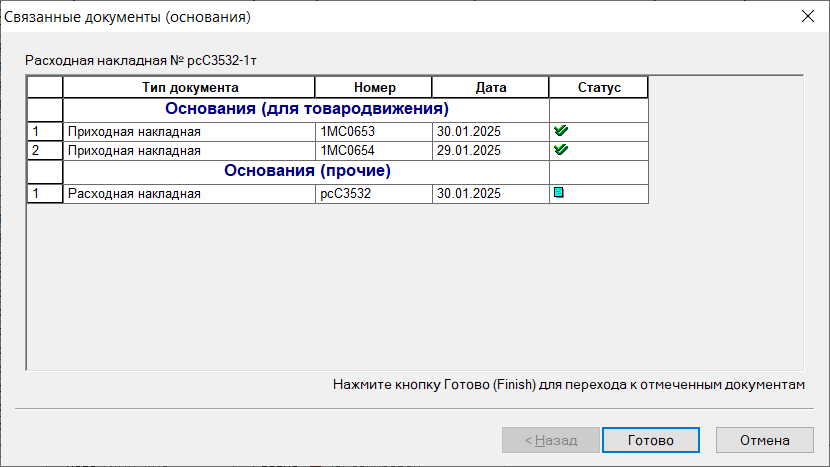 Связанные документы (основания)
Расходная накладная № рсС3532-1т
Тип документа Номер Дата Статус
Основания (для товародвижения)
1 Приходная накладная 1МС0653 30.01.2025
2 Приходная накладная 1МС0654 29.01.2025
Основания (прочие)
1 Расходная накладная рсС3532 30.01.2025
Нажмите кнопку Готово (Finish) для перехода к отмеченным документам
< Назад Готово Отмена